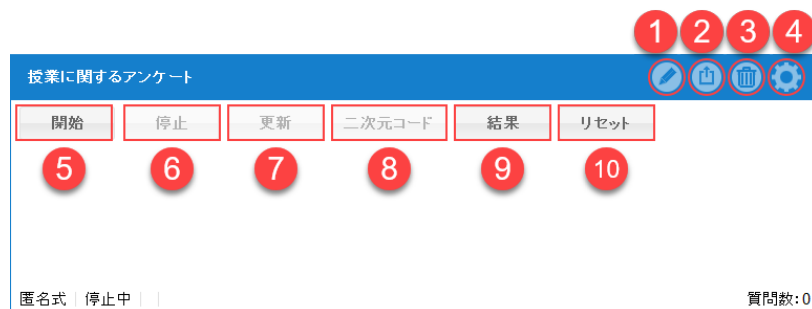 1 2 3 4
授業に関するアンケート
開始 停止 更新 二次元コード 結果 リセット
5 6 7 8 9 10
匿名式 停止中 質問数:0